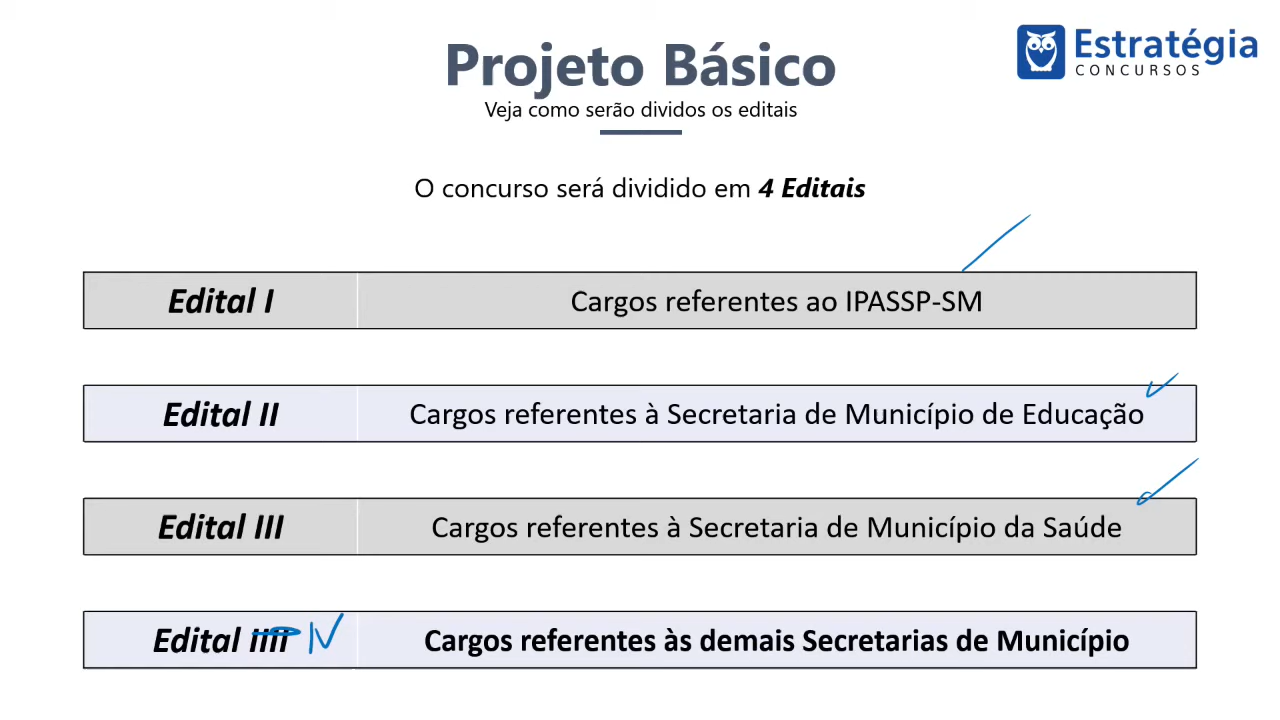 Projeto Básico
Estratégia
CONCURSOS
Veja como serão divididos os editais
O concurso será dividido em 4 Editais
Edital I Cargos referentes ao IPASSP-SM
Edital II Cargos referentes à Secretaria de Município de Educação
Edital III Cargos referentes à Secretaria de Município da Saúde
Edital IIII IV Cargos referentes às demais Secretarias de Município